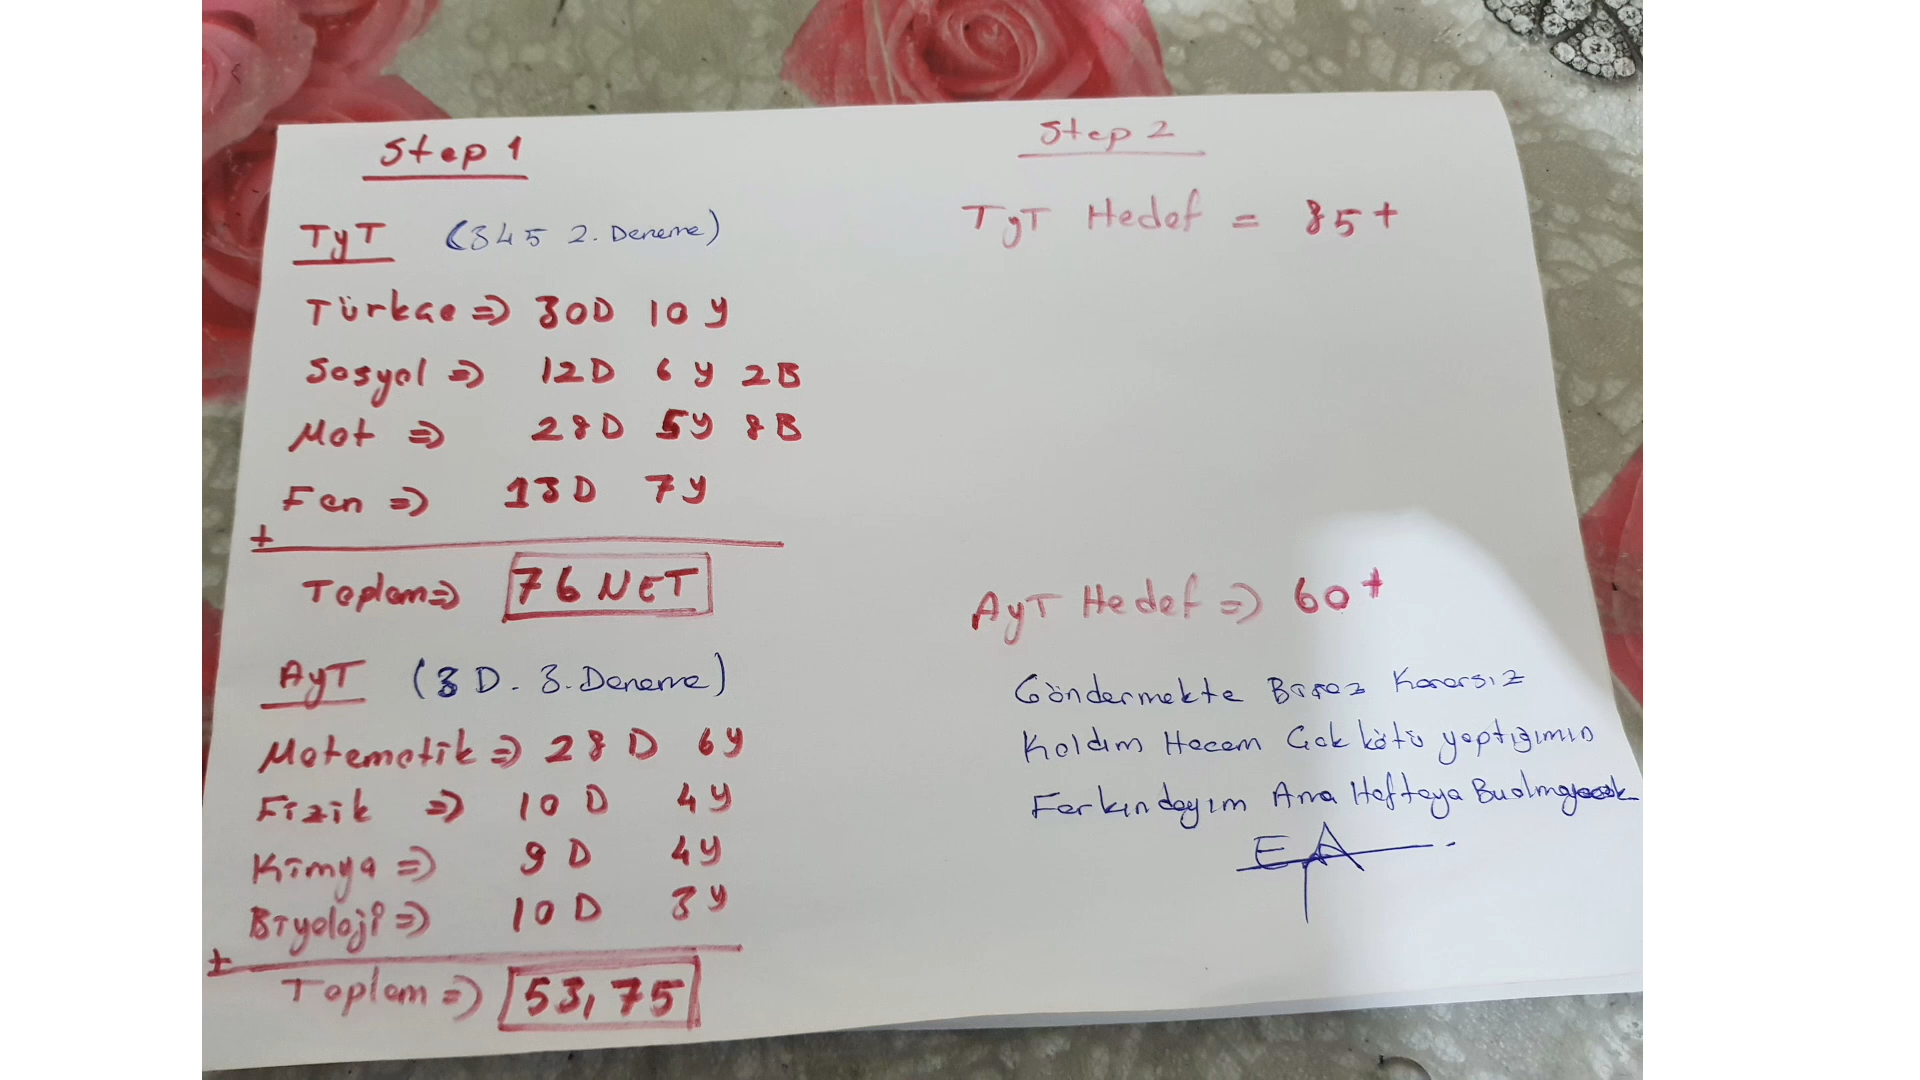 Step 1
TyT (345 2. Deneme)
Türkçe => 30D 10y
Sosyal => 12D 6y 2B
Mat => 28D 5y 8B
Fen => 13D 7y
+
Toplam => 76 NET
AyT (3D. 3. Deneme)
Matematik => 28D 6y
Fizik => 10D 4y
Kimya => 9D 4y
Biyoloji => 10D 3y
+
Toplam => 53,75
Step 2
TyT Hedef = 85+
AyT Hedef => 60+
Göndermekte Biraz Kararsız
Kaldım Hocam Çok kötü yaptığımın
Farkındayım Ama Haftaya Bu olmayacak
EA